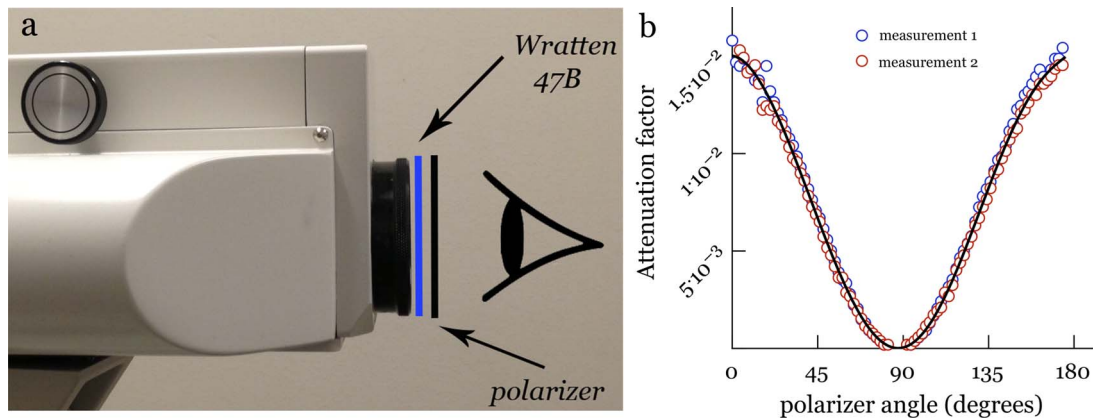 a
Wratten
47B
polarizer
b
measurement 1
measurement 2
Attenuation factor
1.5·10⁻²
1·10⁻²
5·10⁻³
0
45
90
135
180
polarizer angle (degrees)